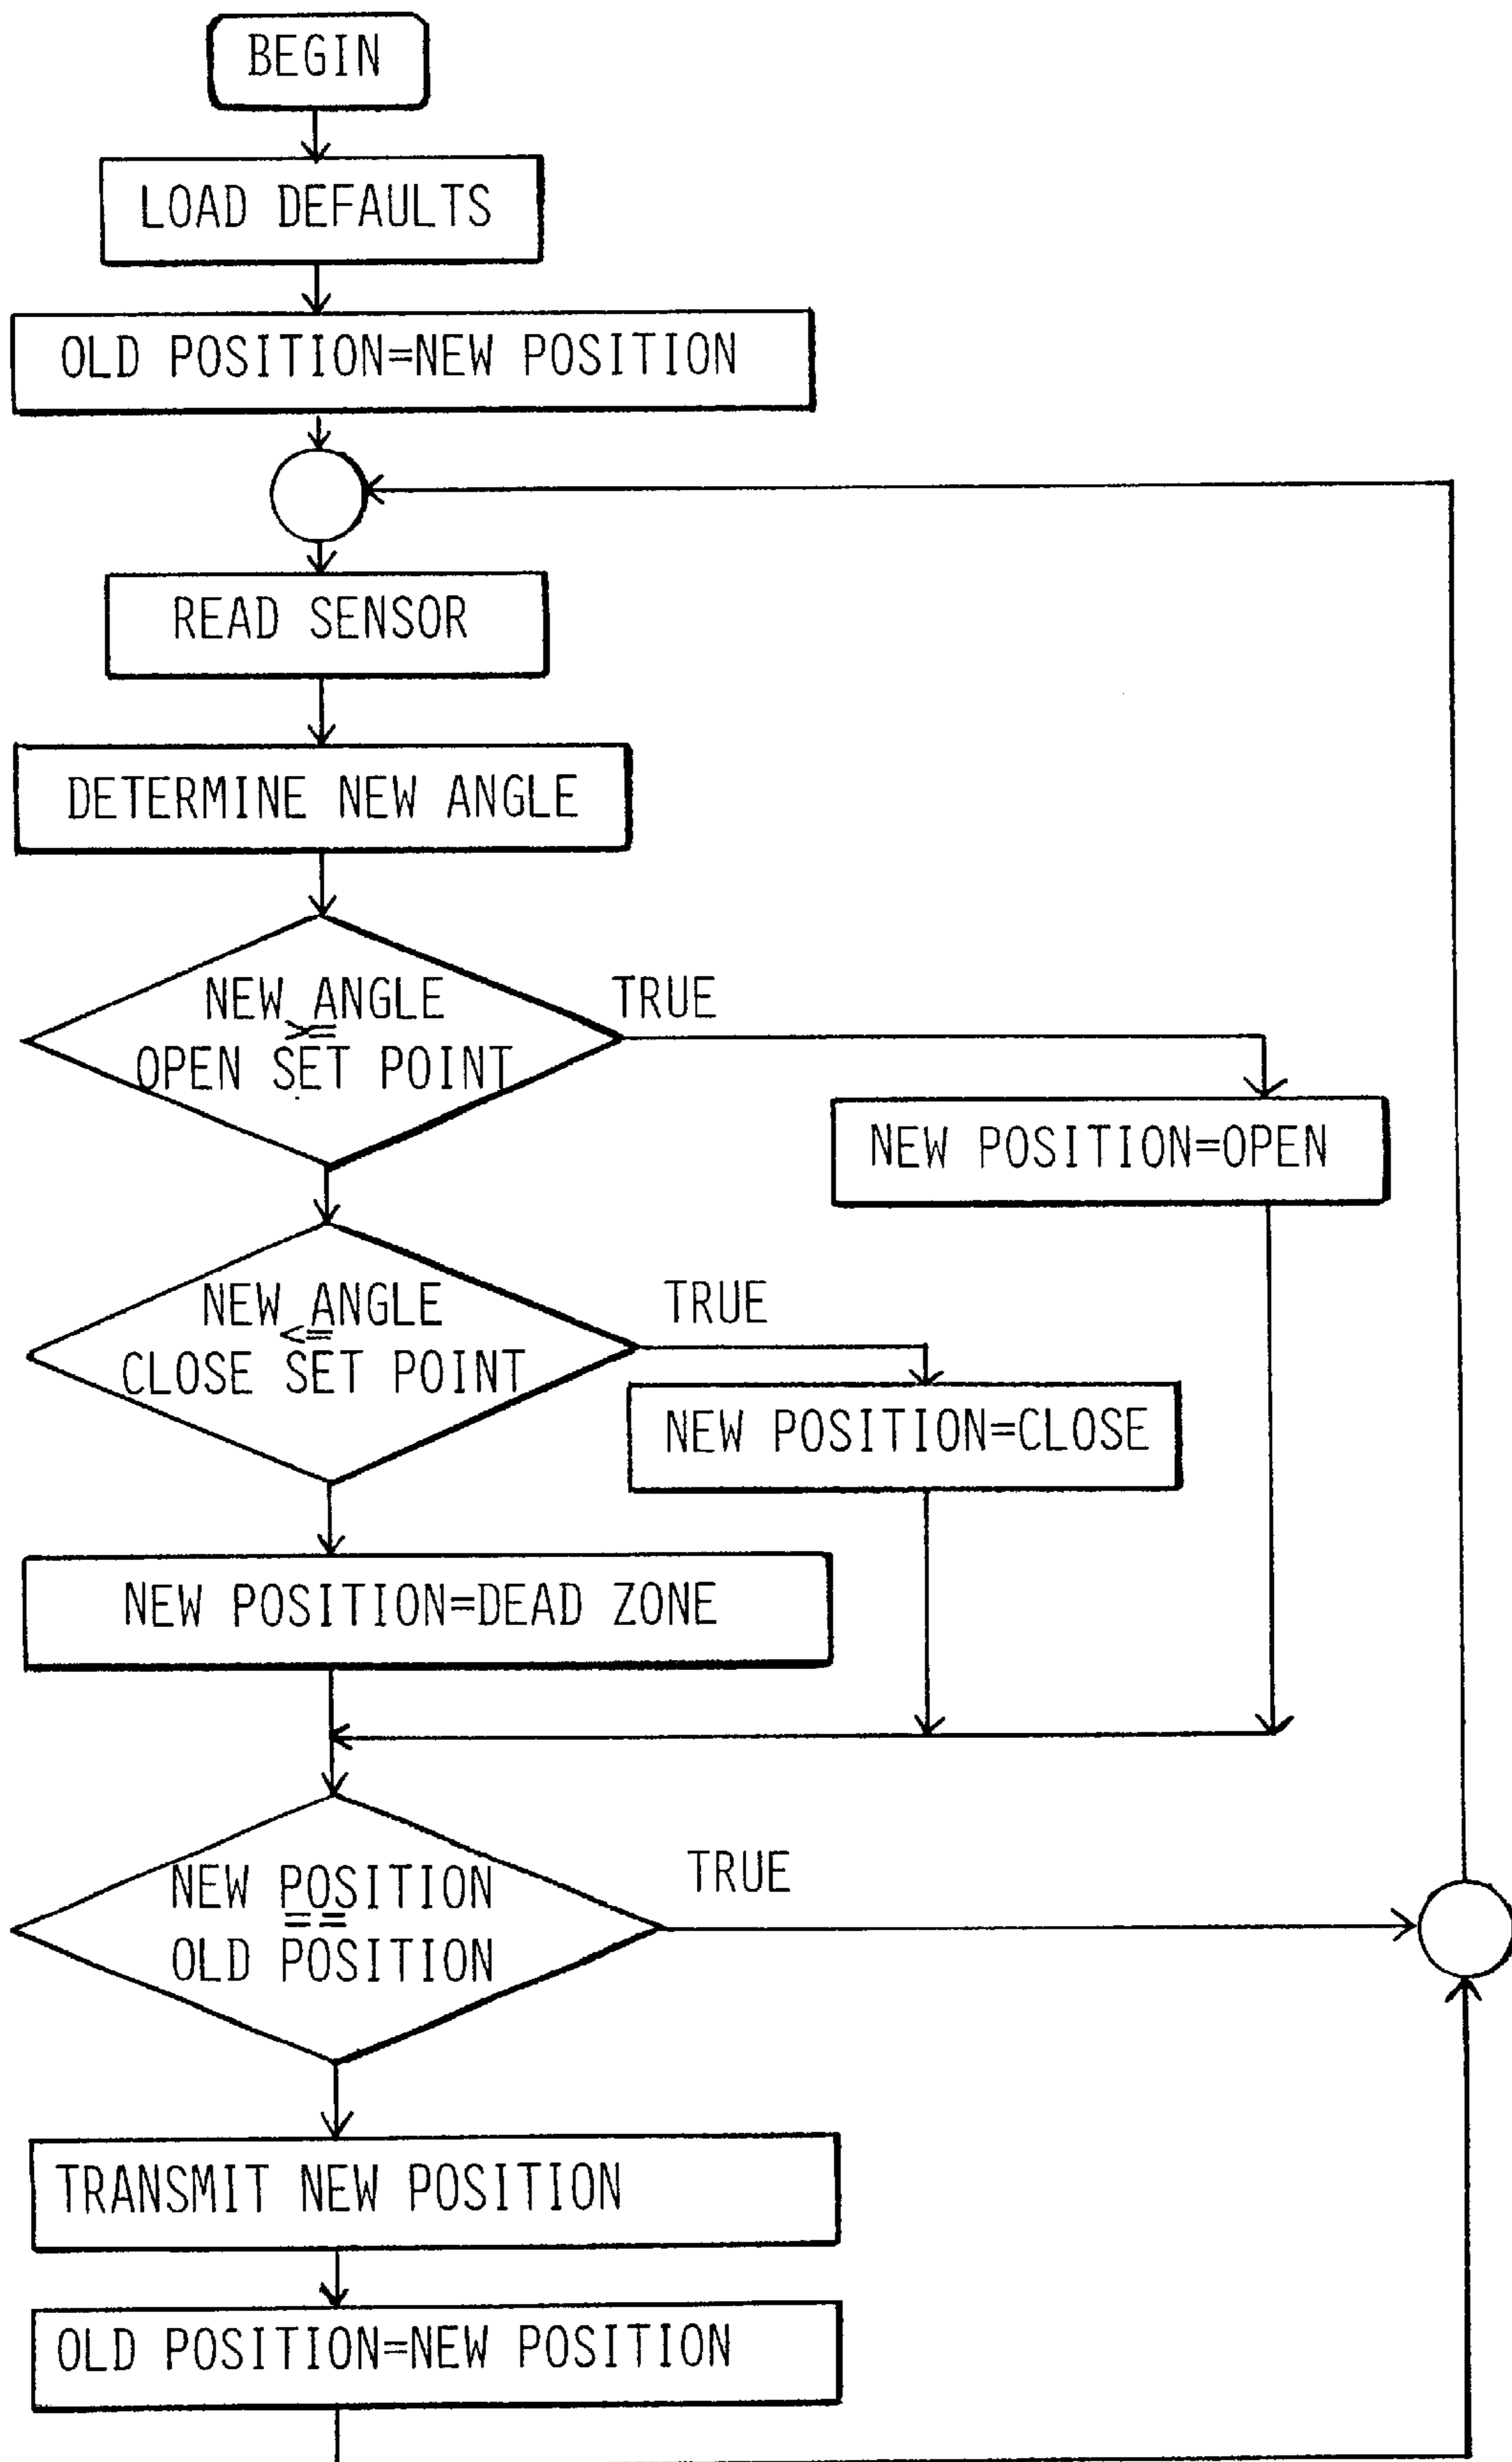 BEGIN
LOAD DEFAULTS
OLD POSITION=NEW POSITION
READ SENSOR
DETERMINE NEW ANGLE
NEW ANGLE
>=
OPEN SET POINT
TRUE
NEW POSITION=OPEN
NEW ANGLE
<=
CLOSE SET POINT
TRUE
NEW POSITION=CLOSE
NEW POSITION=DEAD ZONE
NEW POSITION
==
OLD POSITION
TRUE
TRANSMIT NEW POSITION
OLD POSITION=NEW POSITION